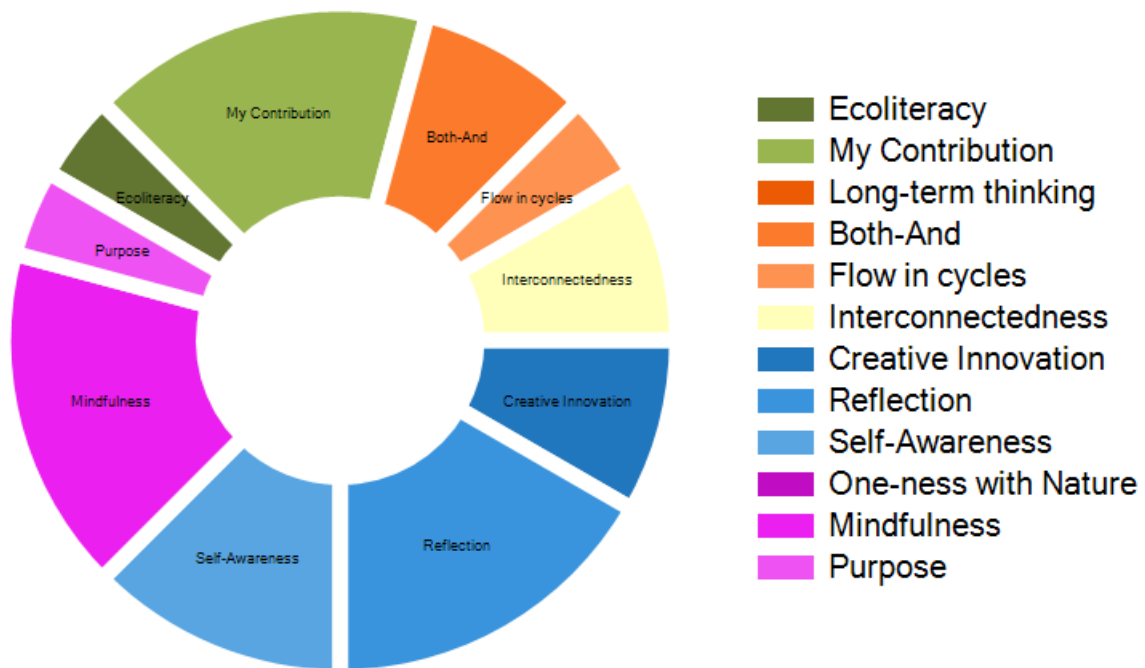 My Contribution
Both-And
Ecoliteracy
Flow in cycles
Purpose
Interconnectedness
Mindfulness
Creative Innovation
Reflection
Self-Awareness
Ecoliteracy
My Contribution
Long-term thinking
Both-And
Flow in cycles
Interconnectedness
Creative Innovation
Reflection
Self-Awareness
One-ness with Nature
Mindfulness
Purpose